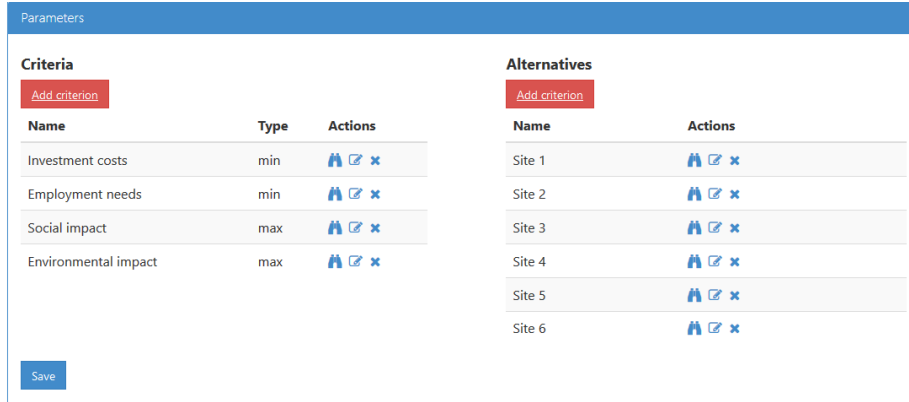 Parameters
Criteria
Add criterion
Name Type Actions
Investment costs min
Employment needs min
Social impact max
Environmental impact max
Alternatives
Add criterion
Name Actions
Site 1
Site 2
Site 3
Site 4
Site 5
Site 6
Save